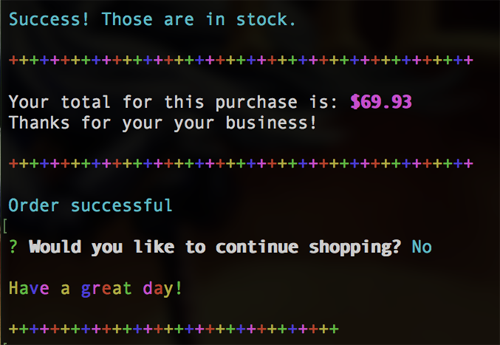 Success! Those are in stock.
+++++++++++++++++++++++++++++++++++++++++++++
Your total for this purchase is: $69.93
Thanks for your your business!
+++++++++++++++++++++++++++++++++++++++++++++
Order successful
[
? Would you like to continue shopping? No
Have a great day!
++++++++++++++++++++++++++++++++